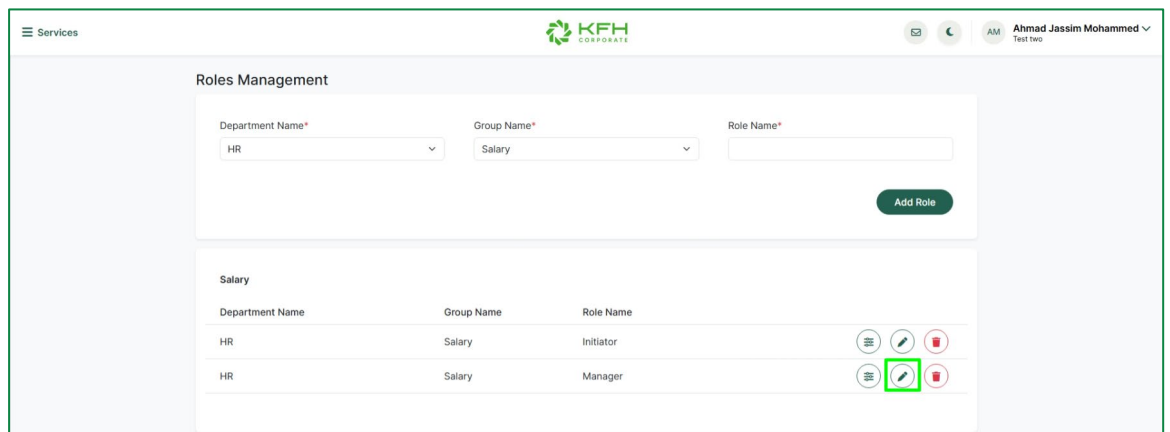 Services
KFH
CORPORATE
AM
Ahmad Jassim Mohammed
Test two
Roles Management
Department Name*
Group Name*
Role Name*
HR
Salary
Add Role
Salary
Department Name Group Name Role Name
HR Salary Initiator
HR Salary Manager